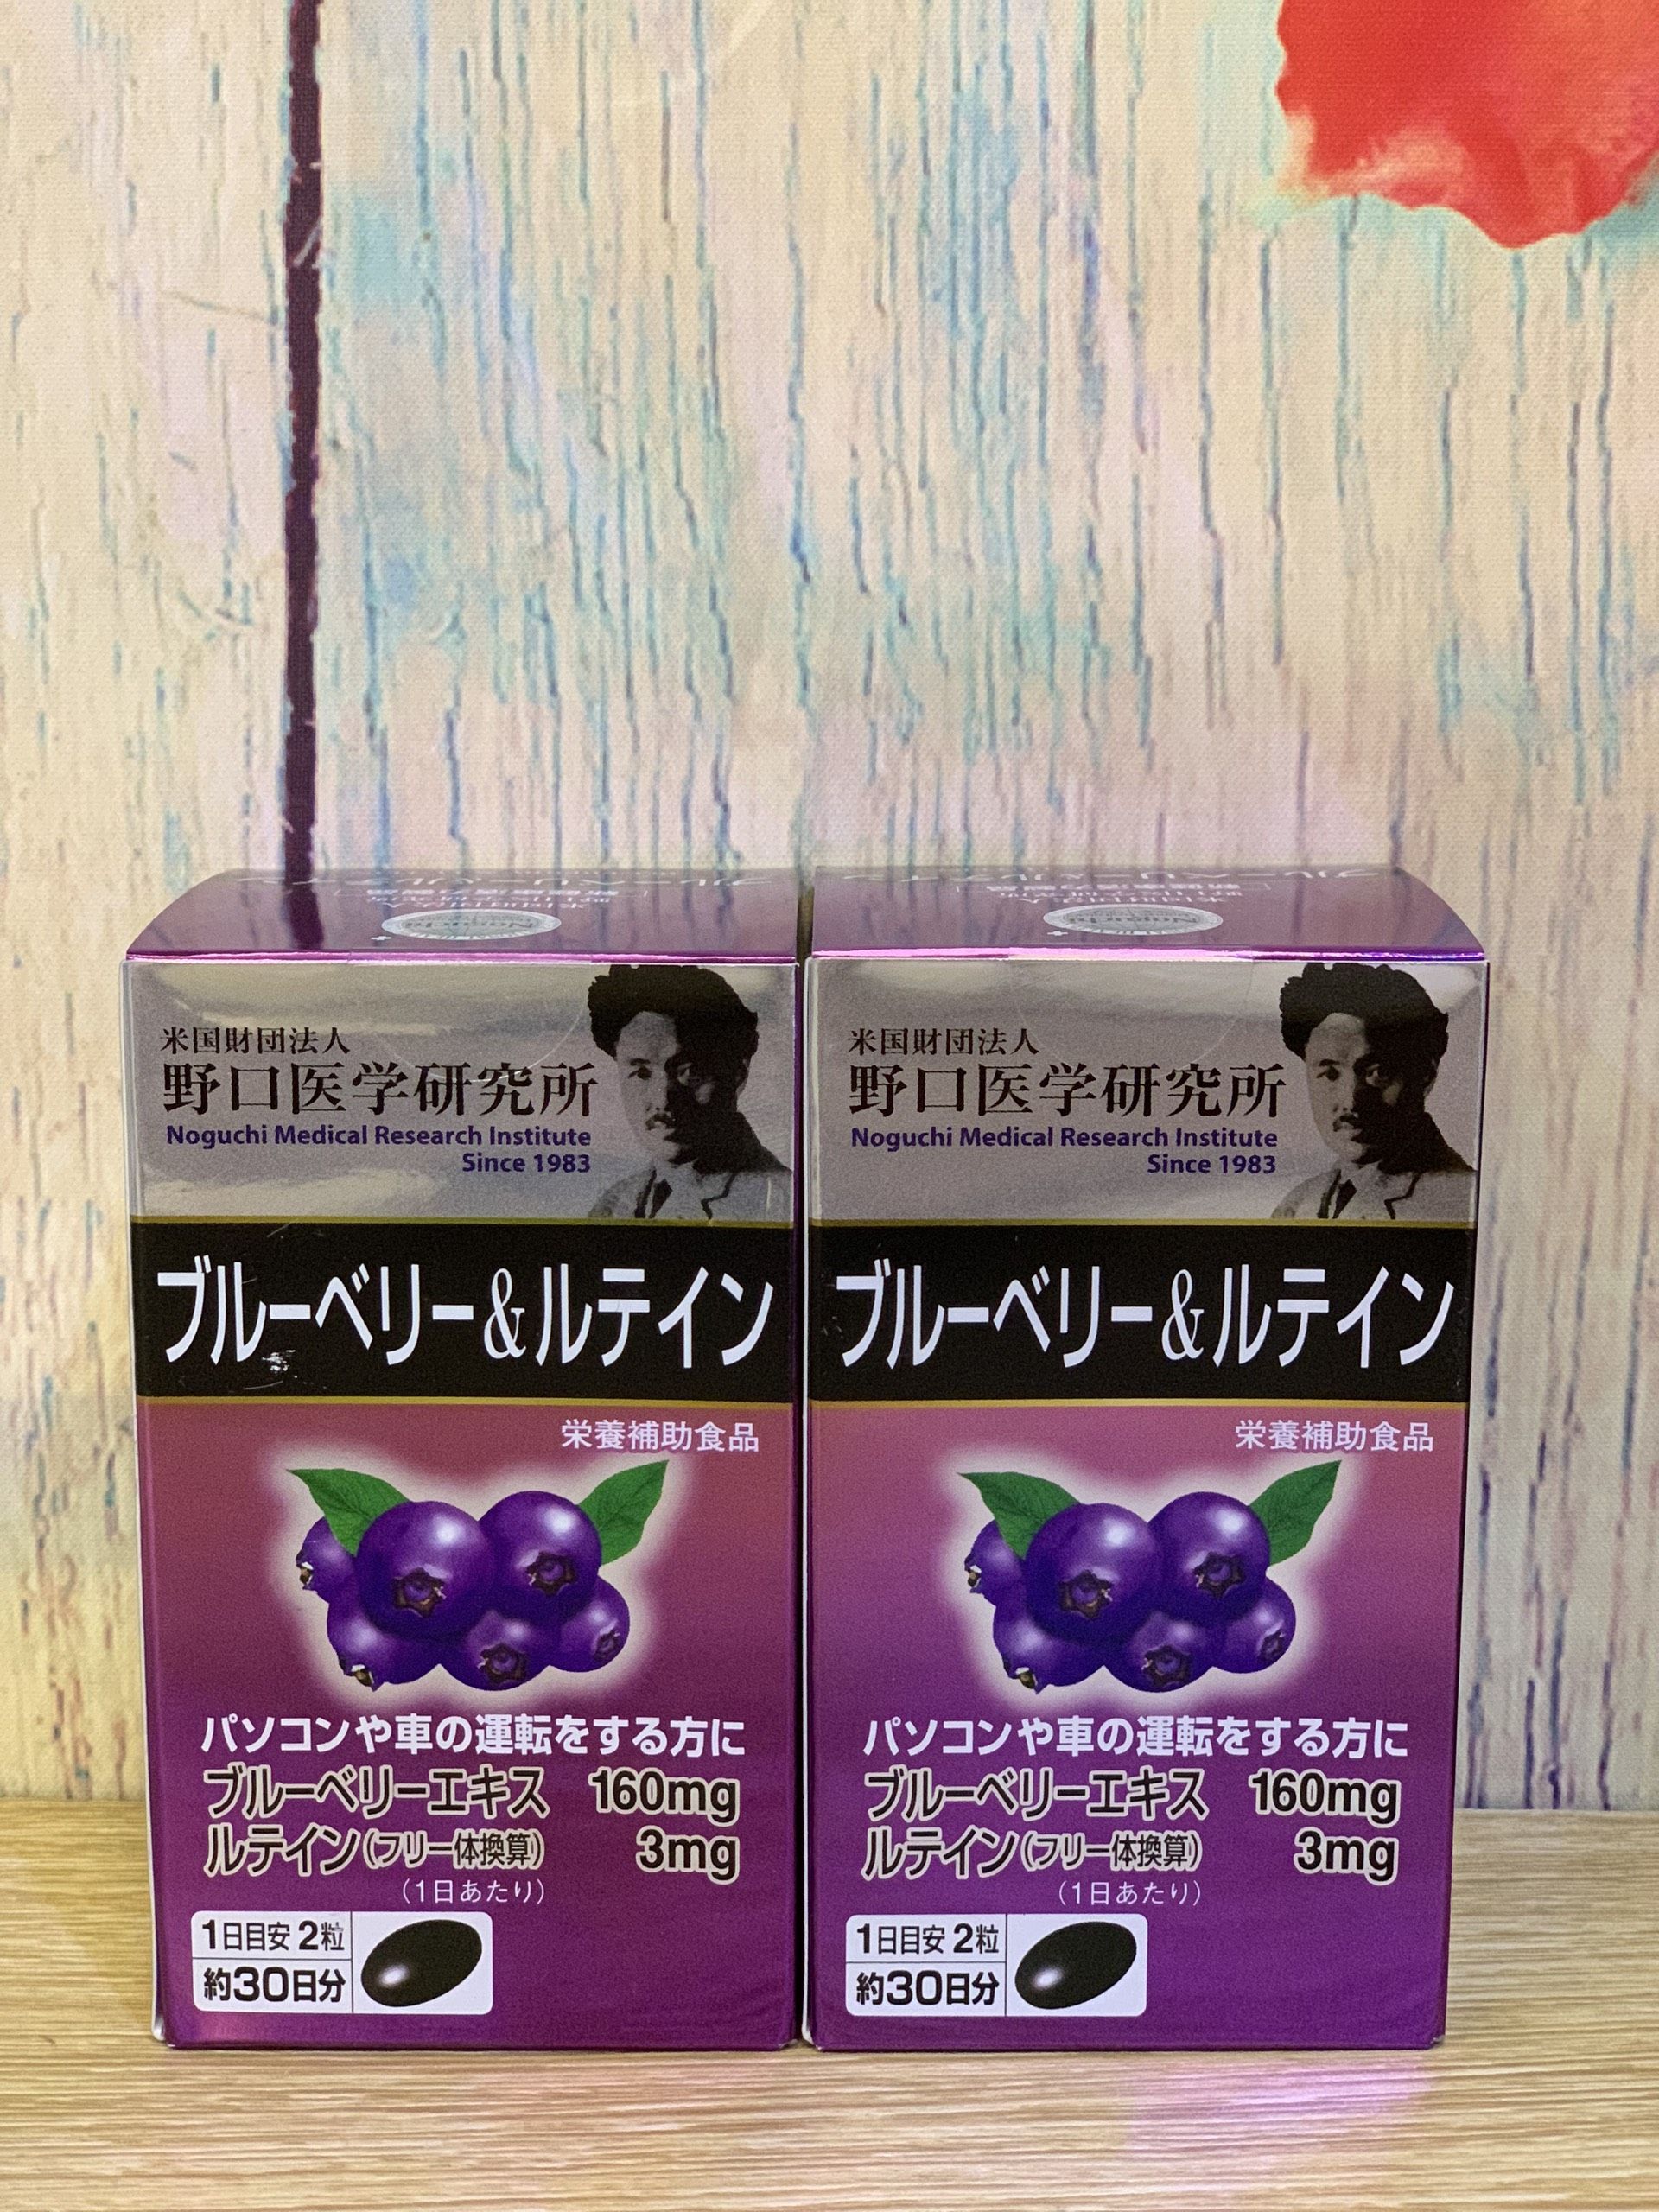 米国財団法人
野口医学研究所
Noguchi Medical Research Institute
Since 1983
ブルーベリー&ルテイン
栄養補助食品
パソコンや車の運転をする方に
ブルーベリーエキス 160mg
ルテイン(フリー体換算) 3mg
(1日あたり)
1日目安 2粒
約30日分
米国財団法人
野口医学研究所
Noguchi Medical Research Institute
Since 1983
ブルーベリー&ルテイン
栄養補助食品
パソコンや車の運転をする方に
ブルーベリーエキス 160mg
ルテイン(フリー体換算) 3mg
(1日あたり)
1日目安 2粒
約30日分